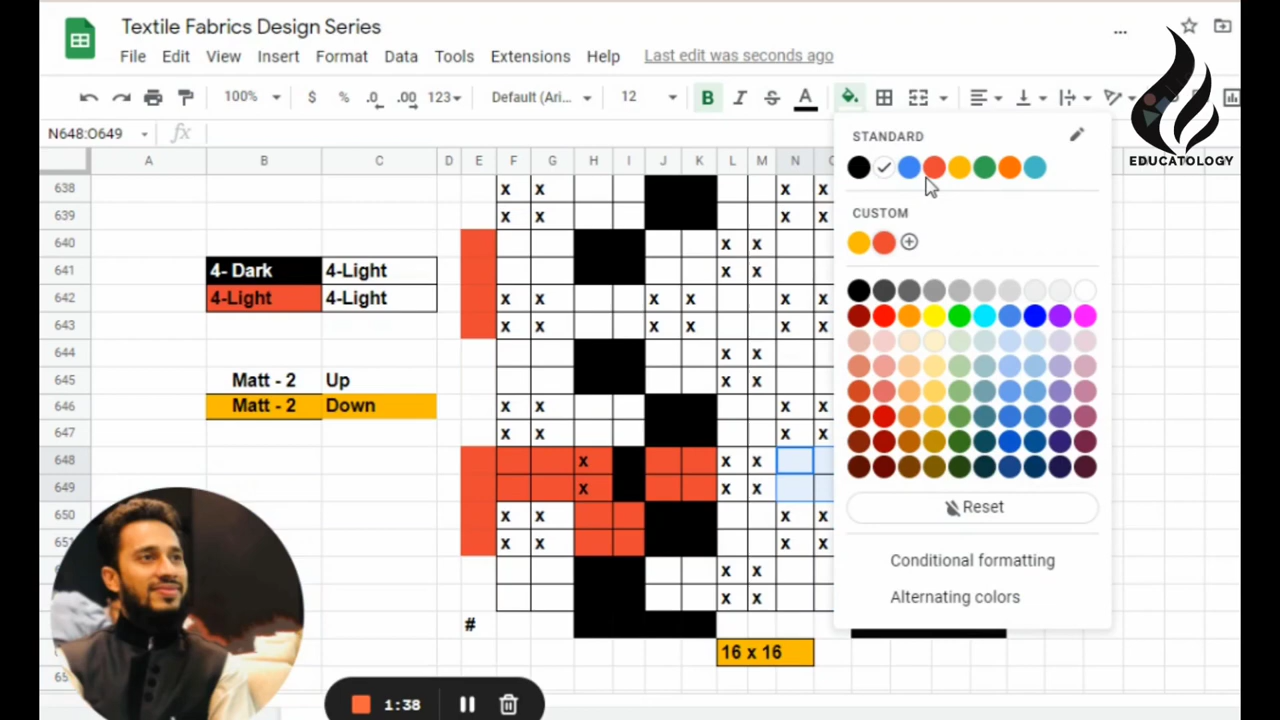 Textile Fabrics Design Series
File Edit View Insert Format Data Tools Extensions Help Last edit was seconds ago
100% $ % .0 .00 123 Default (Ari... 12 B I S A
N648:O649 fx
A B C D E F G H I J K L M N
638 x x x x
639 x x x x
640 x x
641 4- Dark 4-Light x x
642 4-Light 4-Light x x x x x x
643 x x x x x x
644 x x
645 Matt - 2 Up x x
646 Matt - 2 Down x x x x
647 x x x x
648 x x x
649 x x x
650 x x x x
651 x x x x
x x
x x
#
16 x 16
STANDARD
CUSTOM
Reset
Conditional formatting
Alternating colors
EDUCATOLOGY
1:38